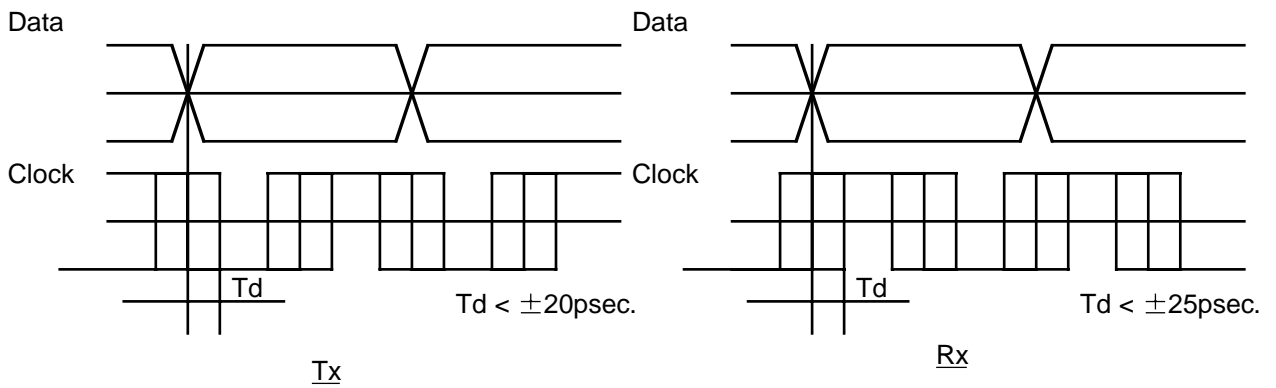 Data
Data
Clock
Clock
Td
Td < ±20psec.
Td
Td < ±25psec.
Tx
Rx